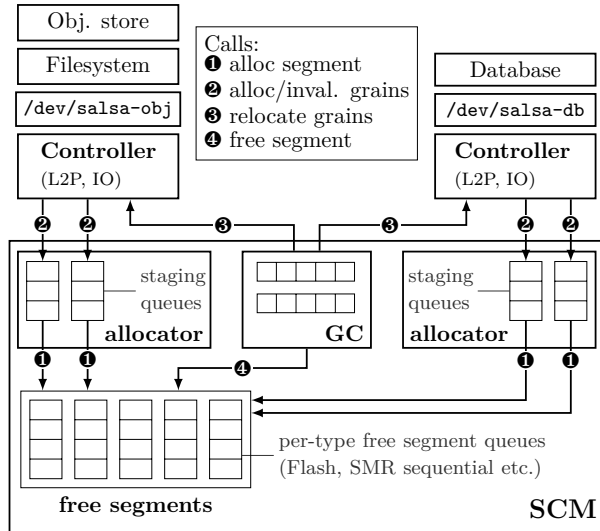 Obj. store
Filesystem
/dev/salsa-obj
Controller
(L2P, IO)
Calls:
❶ alloc segment
❷ alloc/inval. grains
❸ relocate grains
❹ free segment
Database
/dev/salsa-db
Controller
(L2P, IO)
❷ ❷ ❸ ❸ ❷ ❷
staging
queues
allocator
GC
staging
queues
allocator
❶ ❶ ❹ ❶ ❶
per-type free segment queues
(Flash, SMR sequential etc.)
free segments
SCM